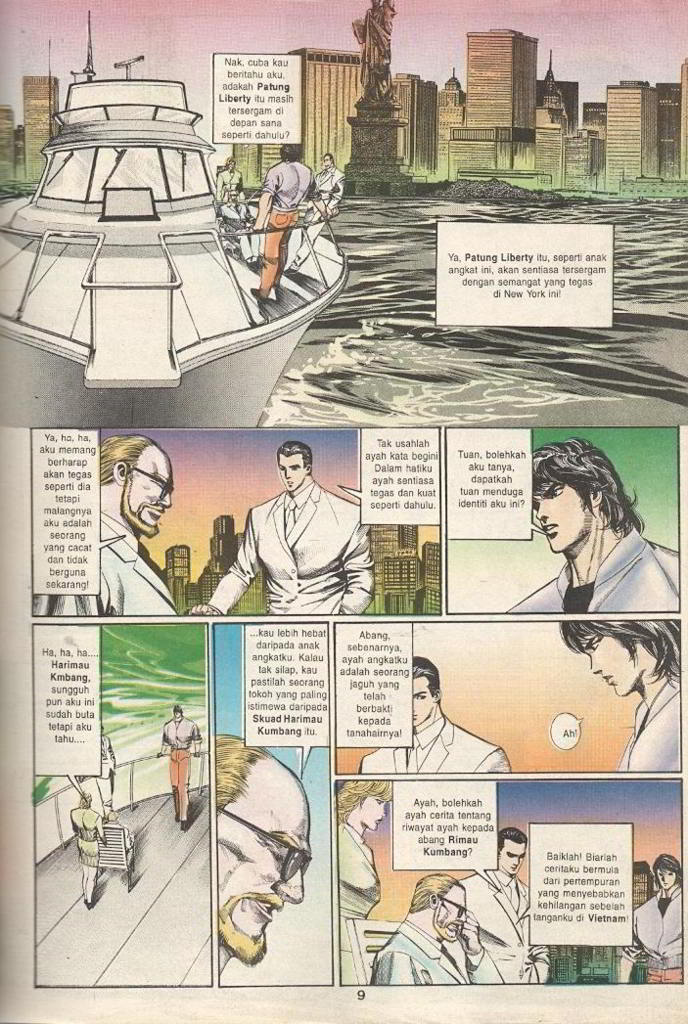 Nak, cuba kau
beritahu aku,
adakah Patung
Liberty itu masih
tersergam di
depan sana
seperti dahulu?
Ya, Patung Liberty itu, seperti anak
angkat ini, akan sentiasa tersergam
dengan semangat yang tegas
di New York ini!
Ya, ha, ha,
aku memang
berharap
akan tegas
seperti dia
tetapi
malangnya
aku adalah
seorang
yang cacat
dan tidak
berguna
sekarang!
Tak usahlah
ayah kata begini
Dalam hatiku
ayah sentiasa
tegas dan kuat
seperti dahulu.
Tuan, bolehkah
aku tanya,
dapatkah
tuan menduga
identiti aku ini?
Ha, ha, ha....
Harimau
Kmbang,
sungguh
pun aku ini
sudah buta
tetapi aku
tahu....
...kau lebih hebat
daripada anak
angkatku. Kalau
tak silap, kau
pastilah seorang
tokoh yang paling
istimewa daripada
Skuad Harimau
Kumbang itu.
Abang,
sebenarnya,
ayah angkatku
adalah seorang
jaguh yang
telah
berbakti
kepada
tanahairnya!
Ah!
Ayah, bolehkah
ayah cerita tentang
riwayat ayah kepada
abang Rimau
Kumbang?
Baiklah! Biarlah
ceritaku bermula
dari pertempuran
yang menyebabkan
kehilangan sebelah
tanganku di Vietnam!
9